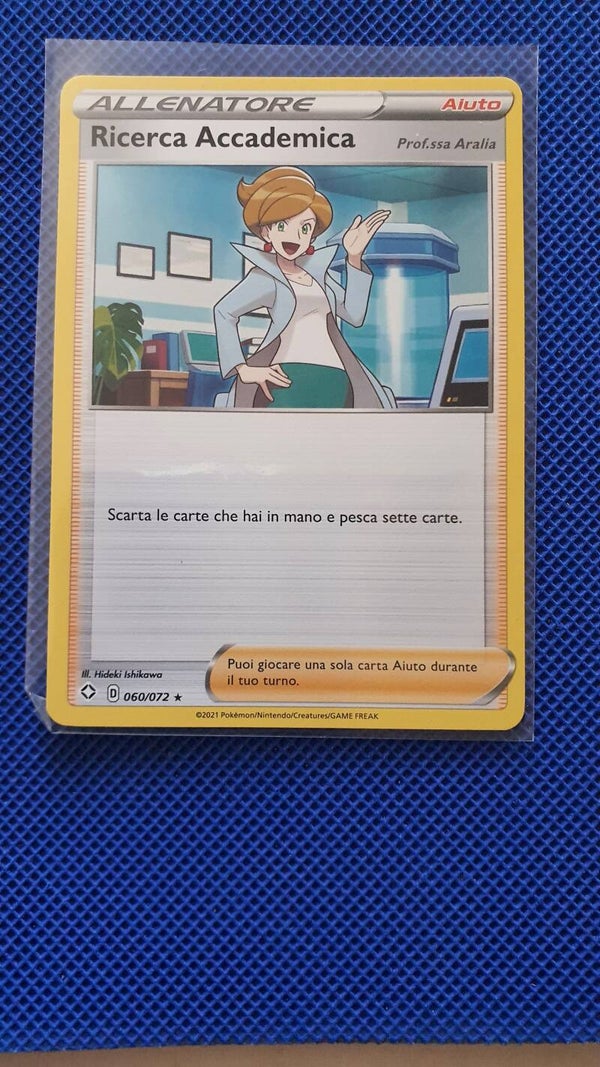 ALLENATORE Aiuto
Ricerca Accademica Prof.ssa Aralia
Scarta le carte che hai in mano e pesca sette carte.
Ill. Hideki Ishikawa
Puoi giocare una sola carta Aiuto durante
il tuo turno.
D 060/072 ★
©2021 Pokémon/Nintendo/Creatures/GAME FREAK